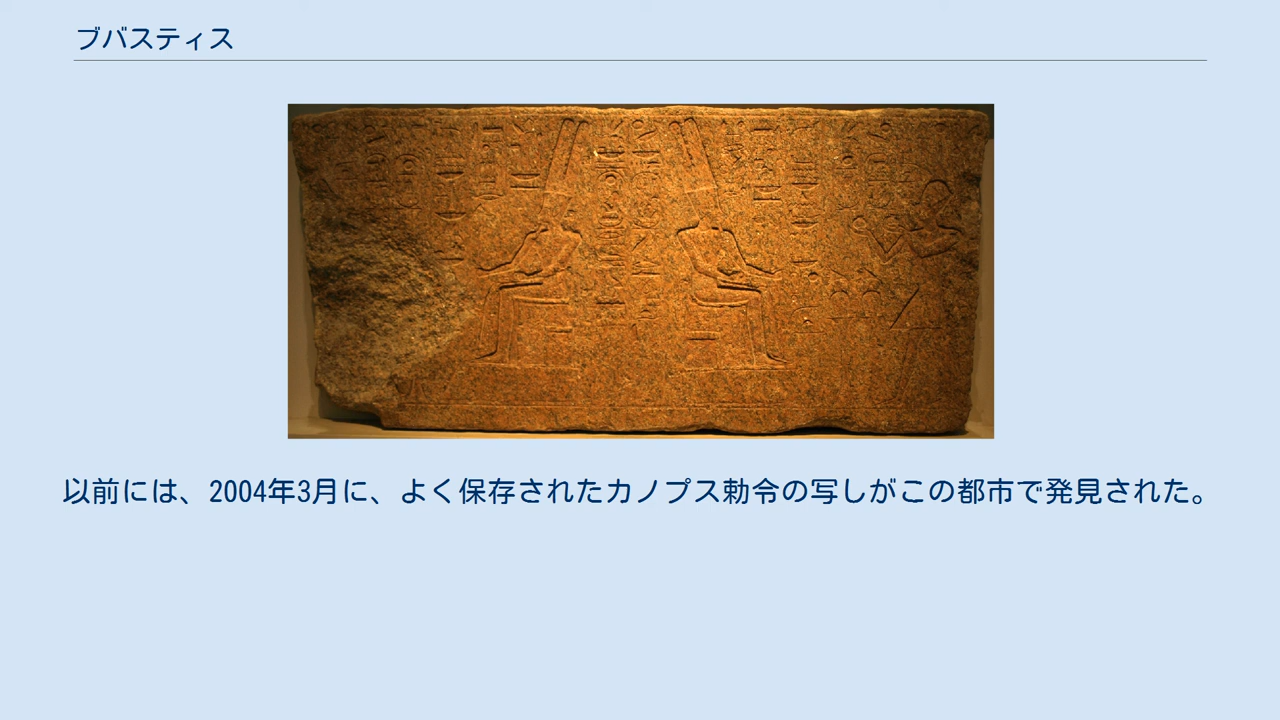 ブバスティス
以前には、2004年3月に、よく保存されたカノプス勅令の写しがこの都市で発見された。